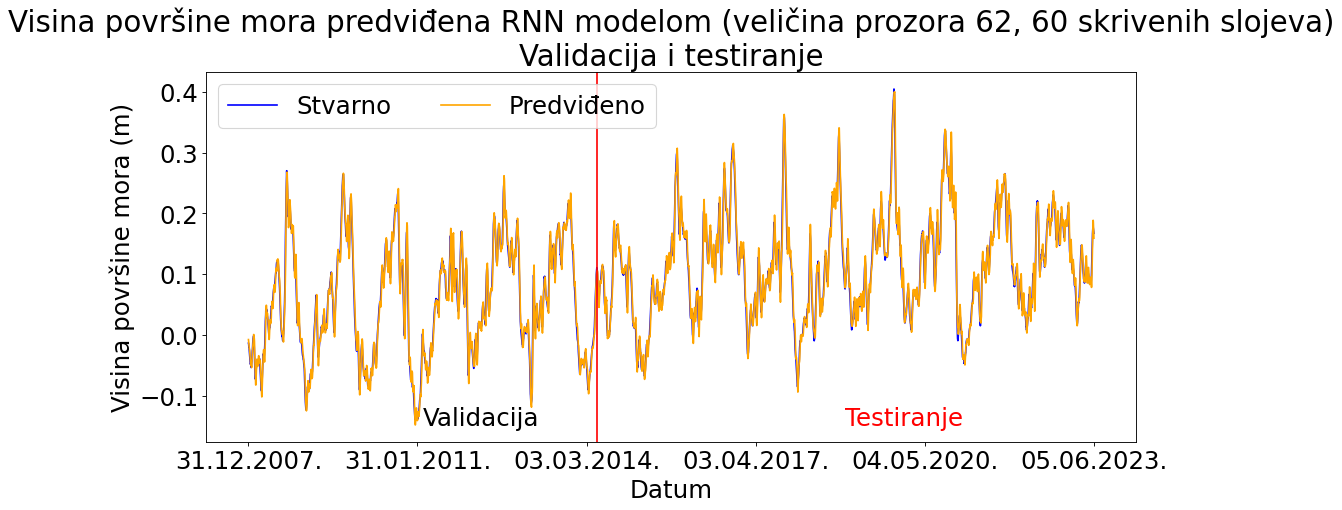 Visina površine mora predviđena RNN modelom (veličina prozora 62, 60 skrivenih slojeva)
Validacija i testiranje
Stvarno Predviđeno
Visina površine mora (m)
0.4
0.3
0.2
0.1
0.0
−0.1
Validacija Testiranje
31.12.2007. 31.01.2011. 03.03.2014. 03.04.2017. 04.05.2020. 05.06.2023.
Datum